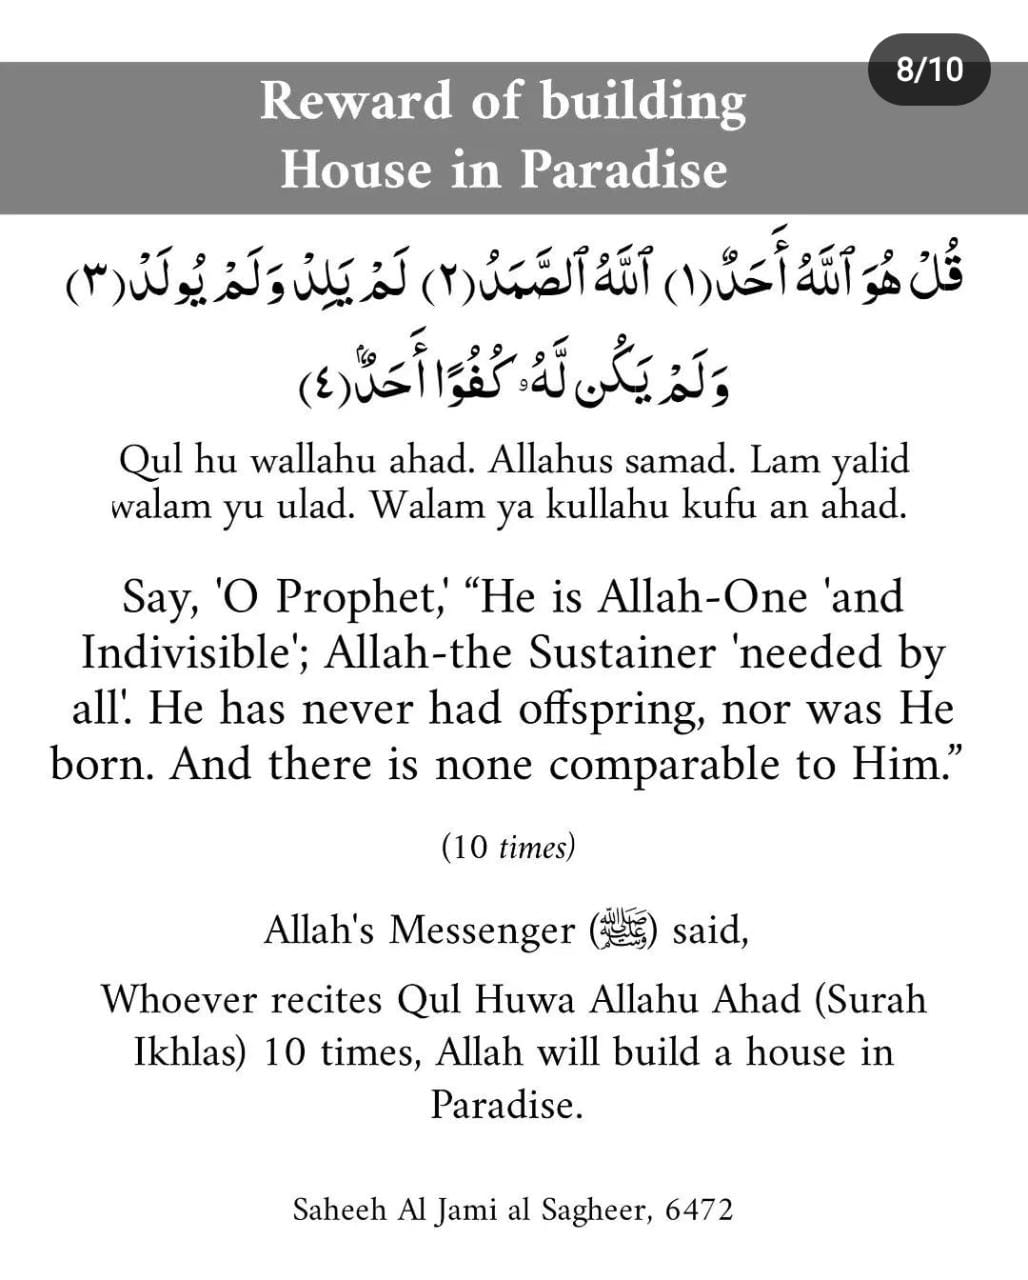 8/10
Reward of building
House in Paradise
قُلْ هُوَ ٱللَّهُ أَحَدٌ(١) ٱللَّهُ ٱلصَّمَدُ(٢) لَمْ يَلِدْ وَلَمْ يُولَدْ(٣)
وَلَمْ يَكُن لَّهُۥ كُفُوًا أَحَدٌۢ(٤)
Qul hu wallahu ahad. Allahus samad. Lam yalid
walam yu ulad. Walam ya kullahu kufu an ahad.
Say, 'O Prophet,' “He is Allah-One 'and
Indivisible'; Allah-the Sustainer 'needed by
all'. He has never had offspring, nor was He
born. And there is none comparable to Him.”
(10 times)
Allah's Messenger (ﷺ) said,
Whoever recites Qul Huwa Allahu Ahad (Surah
Ikhlas) 10 times, Allah will build a house in
Paradise.
Saheeh Al Jami al Sagheer, 6472